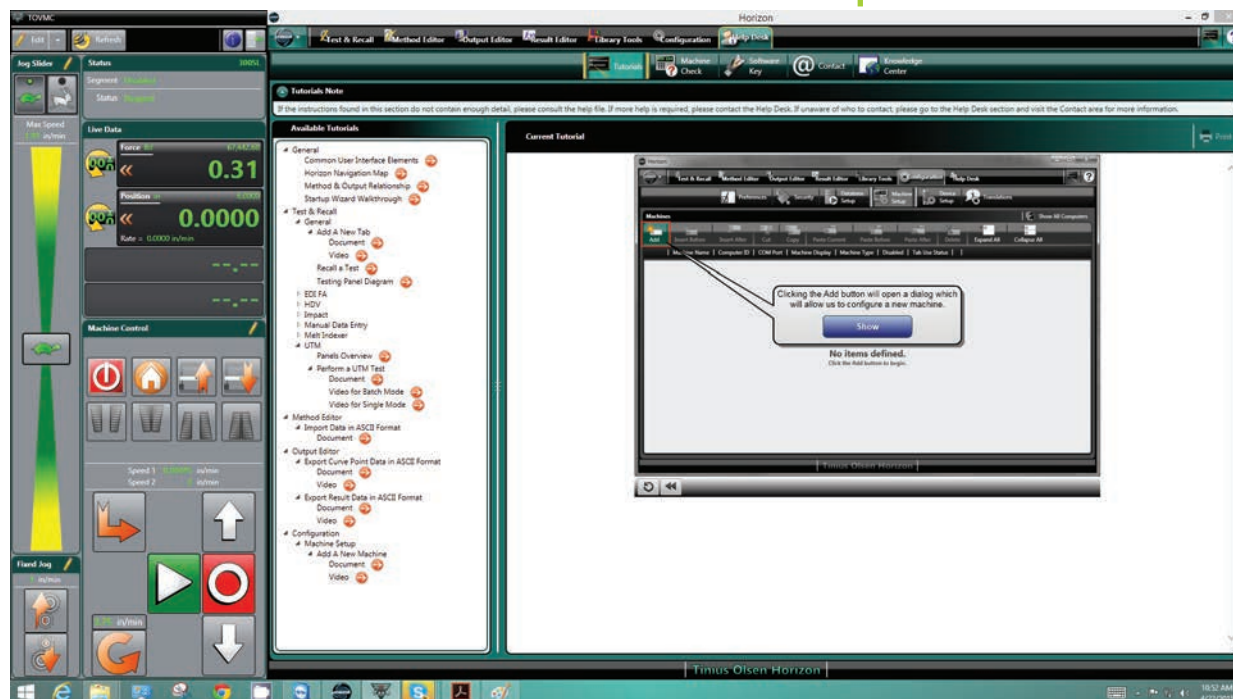 TOVMC
Horizon
Edit
Refresh
Test & Recall
Method Editor
Output Editor
Result Editor
Library Tools
Configuration
Help Desk
Jog Slider
Status
300SL
Segment
Status
Tutorials
Machine Check
Software Key
Contact
Knowledge Center
Tutorials Note
If the instructions found in this section do not contain enough detail, please consult the help file. If more help is required, please contact the Help Desk. If unaware of who to contact, please go to the Help Desk section and visit the Contact area for more information.
Max Speed
in/min
Live Data
Force lbf
0.31
Position in
0.0000
0.0000
Rate = 0.0000 in/min
--.--
--.--
Machine Control
Speed 1 in/min
Speed 2 in/min
Fixed Jog
1 in/min
in/min
Available Tutorials
General
Common User Interface Elements
Horizon Navigation Map
Method & Output Relationship
Startup Wizard Walkthrough
Test & Recall
General
Add A New Tab
Document
Video
Recall a Test
Testing Panel Diagram
EDI FA
HDV
Impact
Manual Data Entry
Melt Indexer
UTM
Panels Overview
Perform a UTM Test
Document
Video for Batch Mode
Video for Single Mode
Method Editor
Import Data in ASCII Format
Document
Output Editor
Export Curve Point Data in ASCII Format
Document
Video
Export Result Data in ASCII Format
Document
Video
Configuration
Machine Setup
Add A New Machine
Document
Video
Current Tutorial
Print
Horizon
Test & Recall
Method Editor
Output Editor
Result Editor
Library Tools
Configuration
Help Desk
Preferences
Security
Database Setup
Machine Setup
Device Setup
Translations
Machines
Show All Computers
Add
Insert Before
Insert After
Cut
Copy
Paste Current
Paste Before
Paste After
Delete
Expand All
Collapse All
Machine Name | Computer ID | COM Port | Machine Display | Machine Type | Disabled | Tab Use Status
Clicking the Add button will open a dialog which
will allow us to configure a new machine.
Show
No items defined.
Click the Add button to begin.
Tinius Olsen Horizon
Tinius Olsen Horizon
10:52 AM